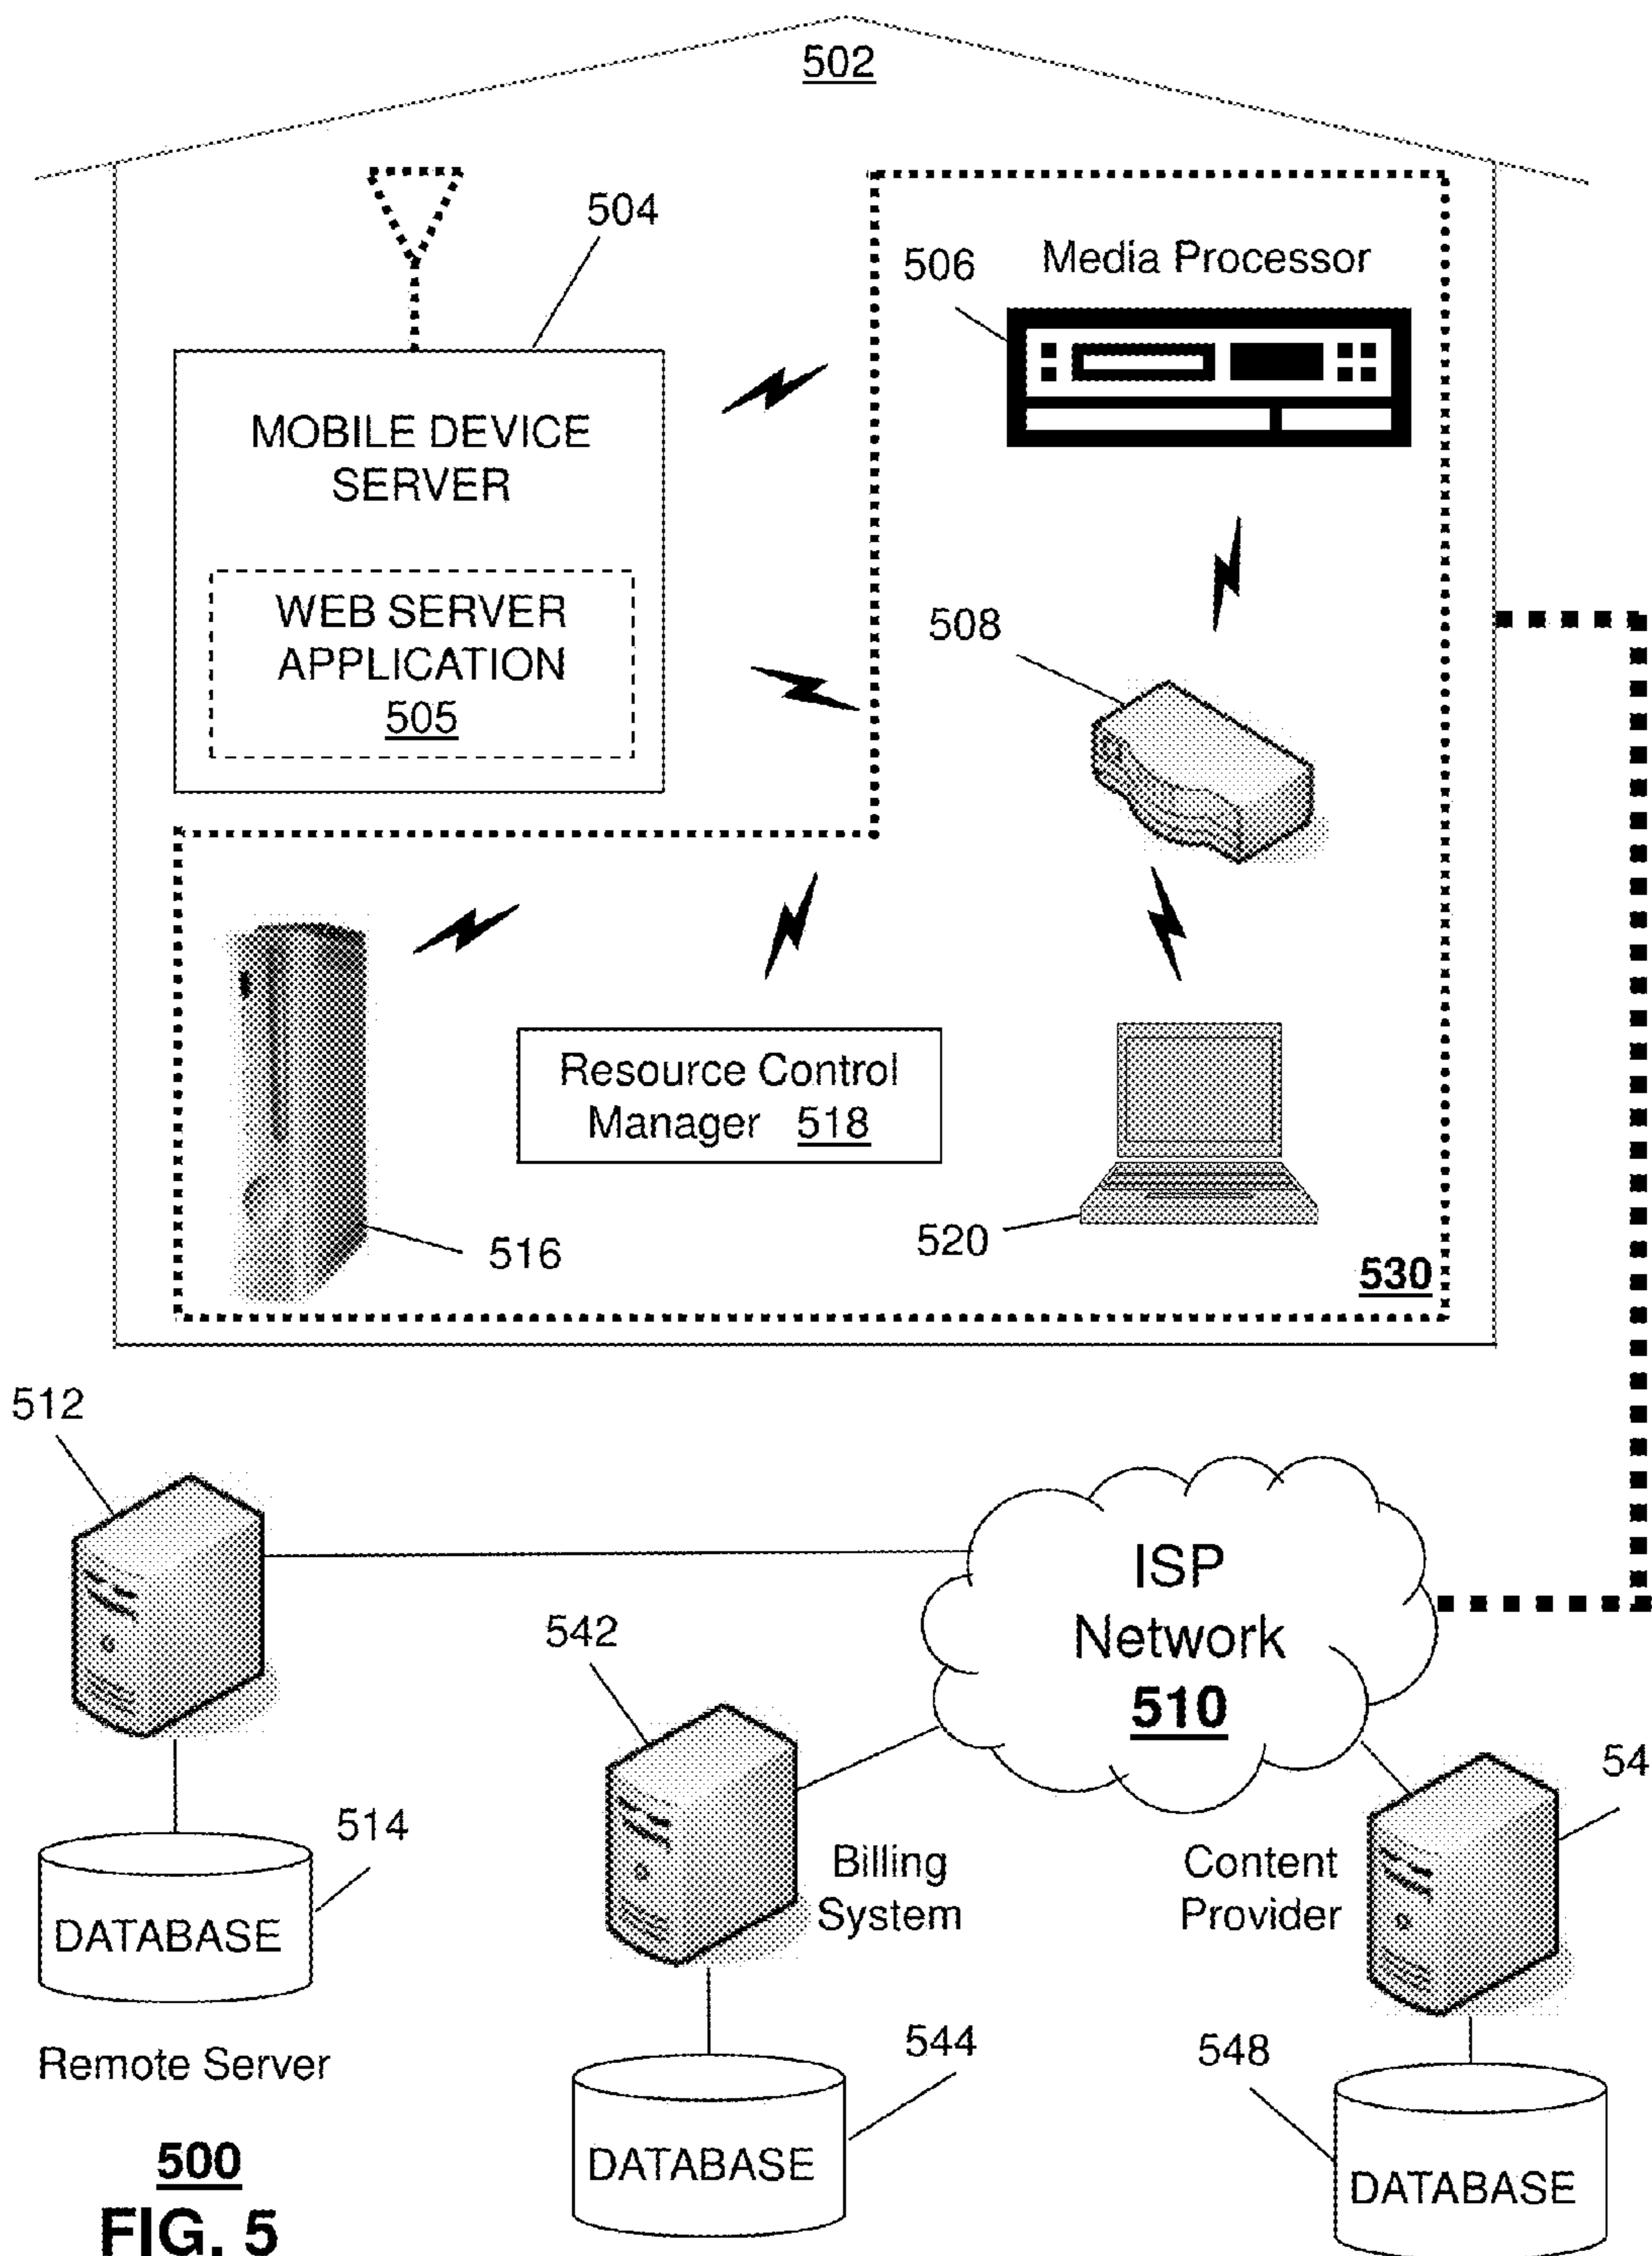 502
504
506
Media Processor
MOBILE DEVICE
SERVER
WEB SERVER
APPLICATION
505
508
Resource Control
Manager 518
516
520
530
512
ISP
Network
510
542
54
514
Billing
System
Content
Provider
DATABASE
Remote Server
544
548
DATABASE
DATABASE
500
FIG. 5